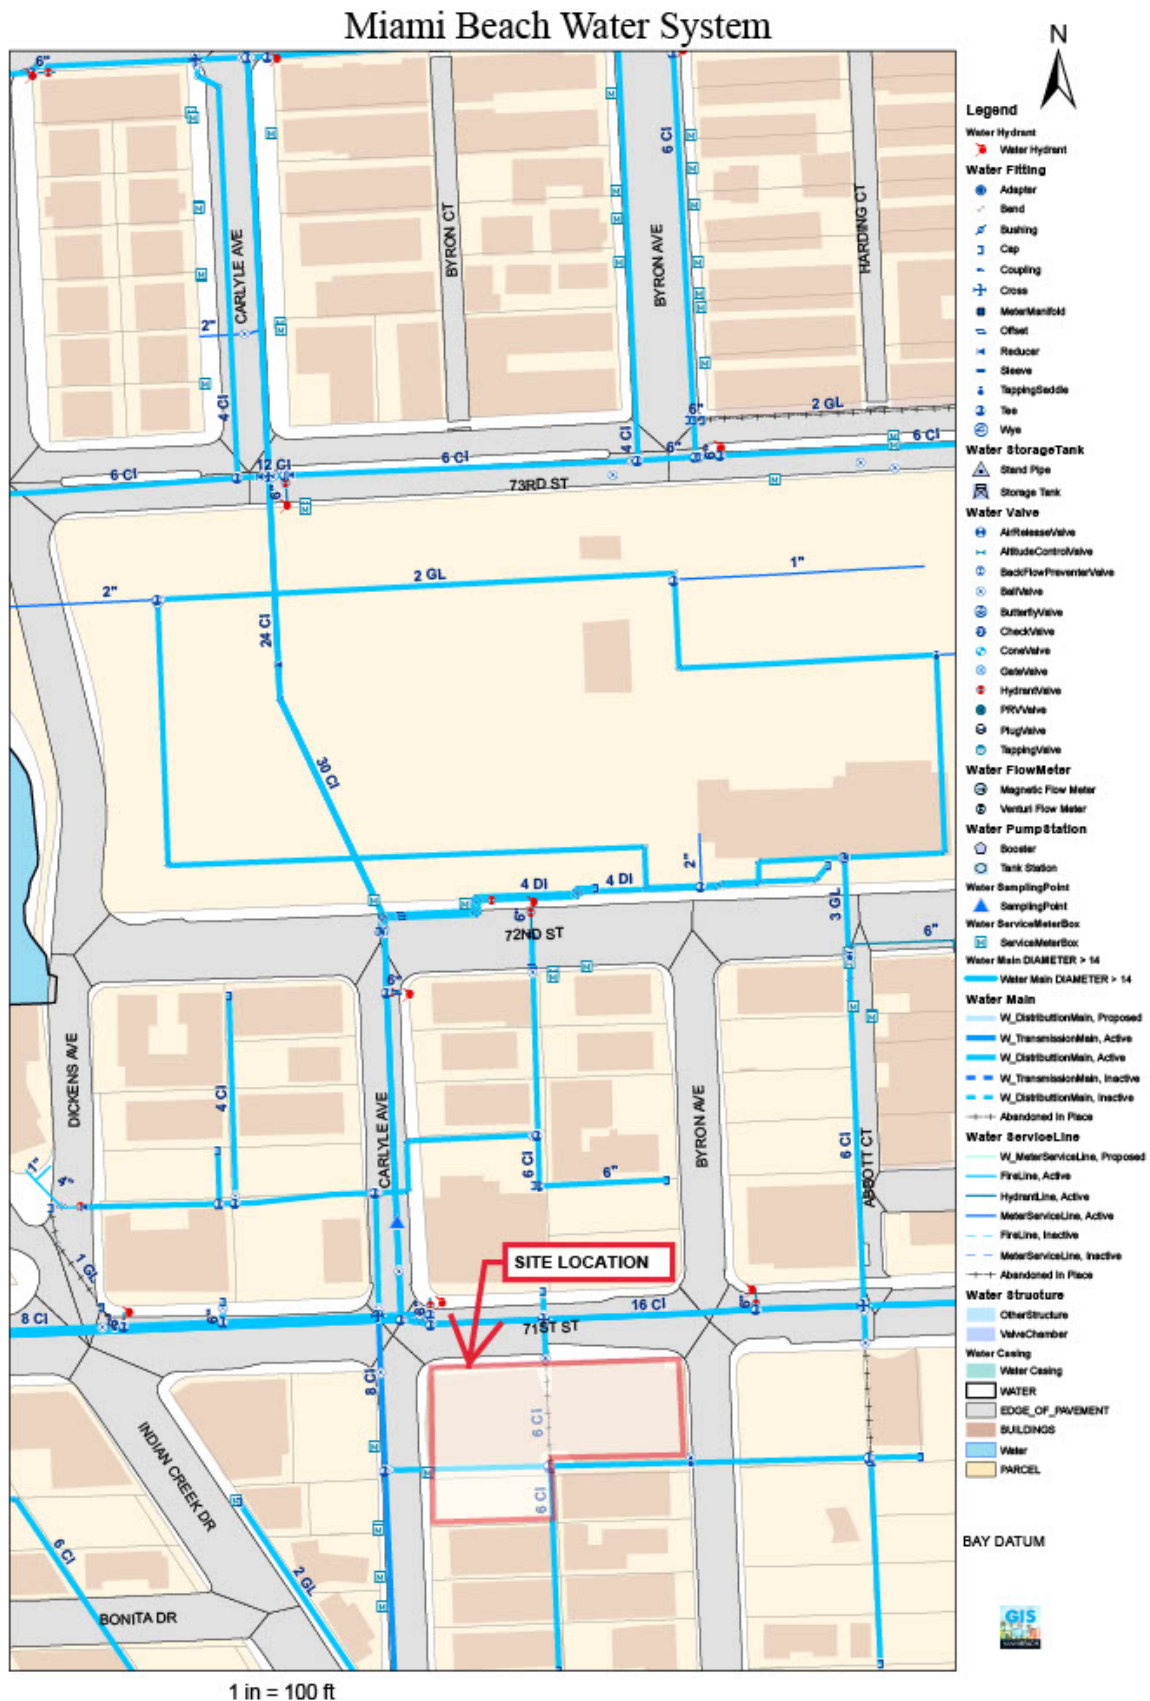 Miami Beach Water System
N
6"
6 CI
CARLYLE AVE
BYRON CT
BYRON AVE
HARDING CT
2"
4 CI
6"
2 GL
4 CI
6"
6"
6 CI
6 CI
12 CI
6 CI
6"
73RD ST
2"
2 GL
1"
24 CI
30 CI
2"
4 DI
4 DI
3 GL
6"
72ND ST
6"
6"
DICKENS AVE
4 CI
CARLYLE AVE
BYRON AVE
6 CI
ABBOTT CT
1"
4"
6 CI
6"
1 GL
SITE LOCATION
8 CI
6"
6"
6"
16 CI
6"
71ST ST
8 CI
6 CI
INDIAN CREEK DR
6 CI
6 CI
2 GL
BONITA DR
Legend
Water Hydrant
Water Hydrant
Water Fitting
Adapter
Bend
Bushing
Cap
Coupling
Cross
MeterManifold
Offset
Reducer
Sleeve
TappingSaddle
Tee
Wye
Water StorageTank
Stand Pipe
Storage Tank
Water Valve
AirReleaseValve
AltitudeControlValve
BackFlowPreventerValve
BallValve
ButterflyValve
CheckValve
ConeValve
GateValve
HydrantValve
PRVValve
PlugValve
TappingValve
Water FlowMeter
Magnetic Flow Meter
Venturi Flow Meter
Water PumpStation
Booster
Tank Station
Water SamplingPoint
SamplingPoint
Water ServiceMeterBox
ServiceMeterBox
Water Main DIAMETER > 14
Water Main DIAMETER > 14
Water Main
W_DistributtionMain, Proposed
W_TransmissionMain, Active
W_DistributtionMain, Active
W_TransmissionMain, Inactive
W_DistributtionMain, Inactive
Abandoned In Place
Water ServiceLine
W_MeterServiceLine, Proposed
FireLine, Active
HydrantLine, Active
MeterServiceLine, Active
FireLine, Inactive
MeterServiceLine, Inactive
Abandoned In Place
Water Structure
OtherStructure
ValveChamber
Water Casing
Water Casing
WATER
EDGE_OF_PAVEMENT
BUILDINGS
Water
PARCEL
BAY DATUM
GIS
1 in = 100 ft